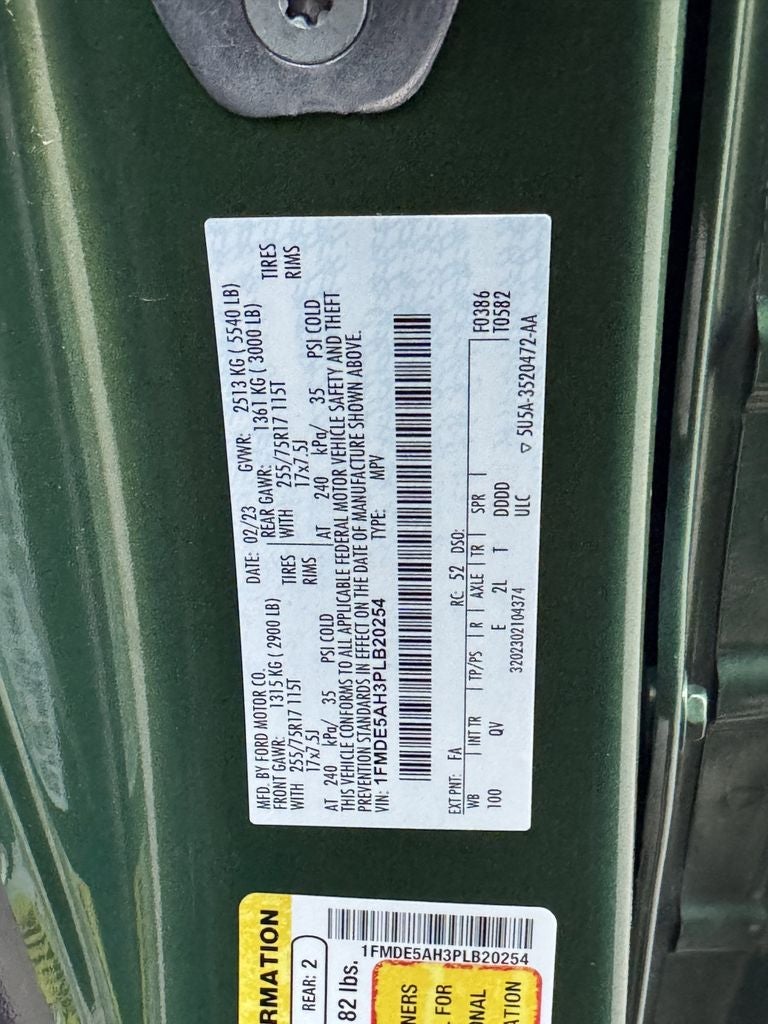 MFD. BY FORD MOTOR CO.
DATE: 02/23 GVWR: 2513 KG ( 5540 LB)
FRONT GAWR: 1315 KG ( 2900 LB)
REAR GAWR: 1361 KG ( 3000 LB)
WITH 255/75R17 115T TIRES
WITH 255/75R17 115T TIRES
17x7.5J RIMS
17x7.5J RIMS
AT 240 kPa/ 35 PSI COLD
AT 240 kPa/ 35 PSI COLD
THIS VEHICLE CONFORMS TO ALL APPLICABLE FEDERAL MOTOR VEHICLE SAFETY AND THEFT
PREVENTION STANDARDS IN EFFECT ON THE DATE OF MANUFACTURE SHOWN ABOVE.
VIN: 1FMDE5AH3PLB20254 TYPE: MPV
EXT PNT: FA RC: 52 DSO: F0386
WB INT TR TP/PS R AXLE TR SPR T0582
100 QV E 2L T DDDD
3202302104374 ULC ▽ 5U5A-3520472-AA
RMATION
REAR: 2
82 lbs.
1FMDE5AH3PLB20254
NERS
L FOR
ONAL
ATION